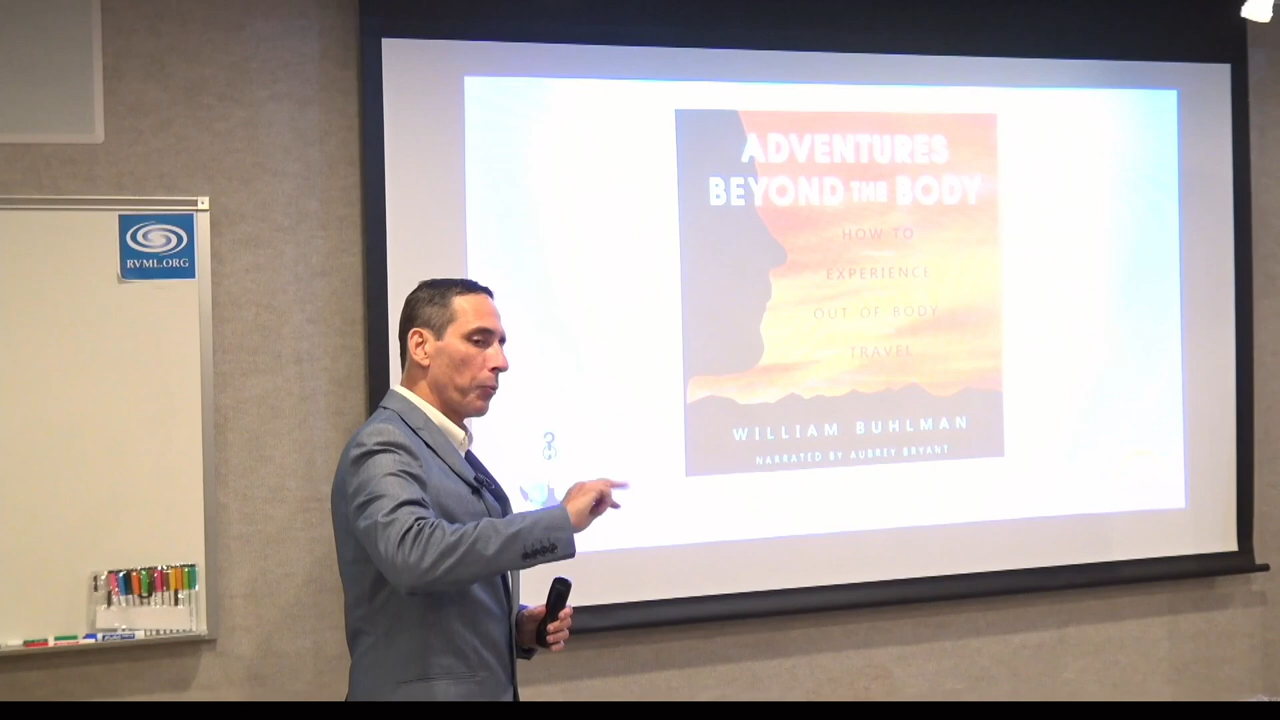 RVML.ORG
ADVENTURES
BEYOND THE BODY
HOW TO
EXPERIENCE
OUT OF BODY
TRAVEL
WILLIAM BUHLMAN
NARRATED BY AUBREY BRYANT